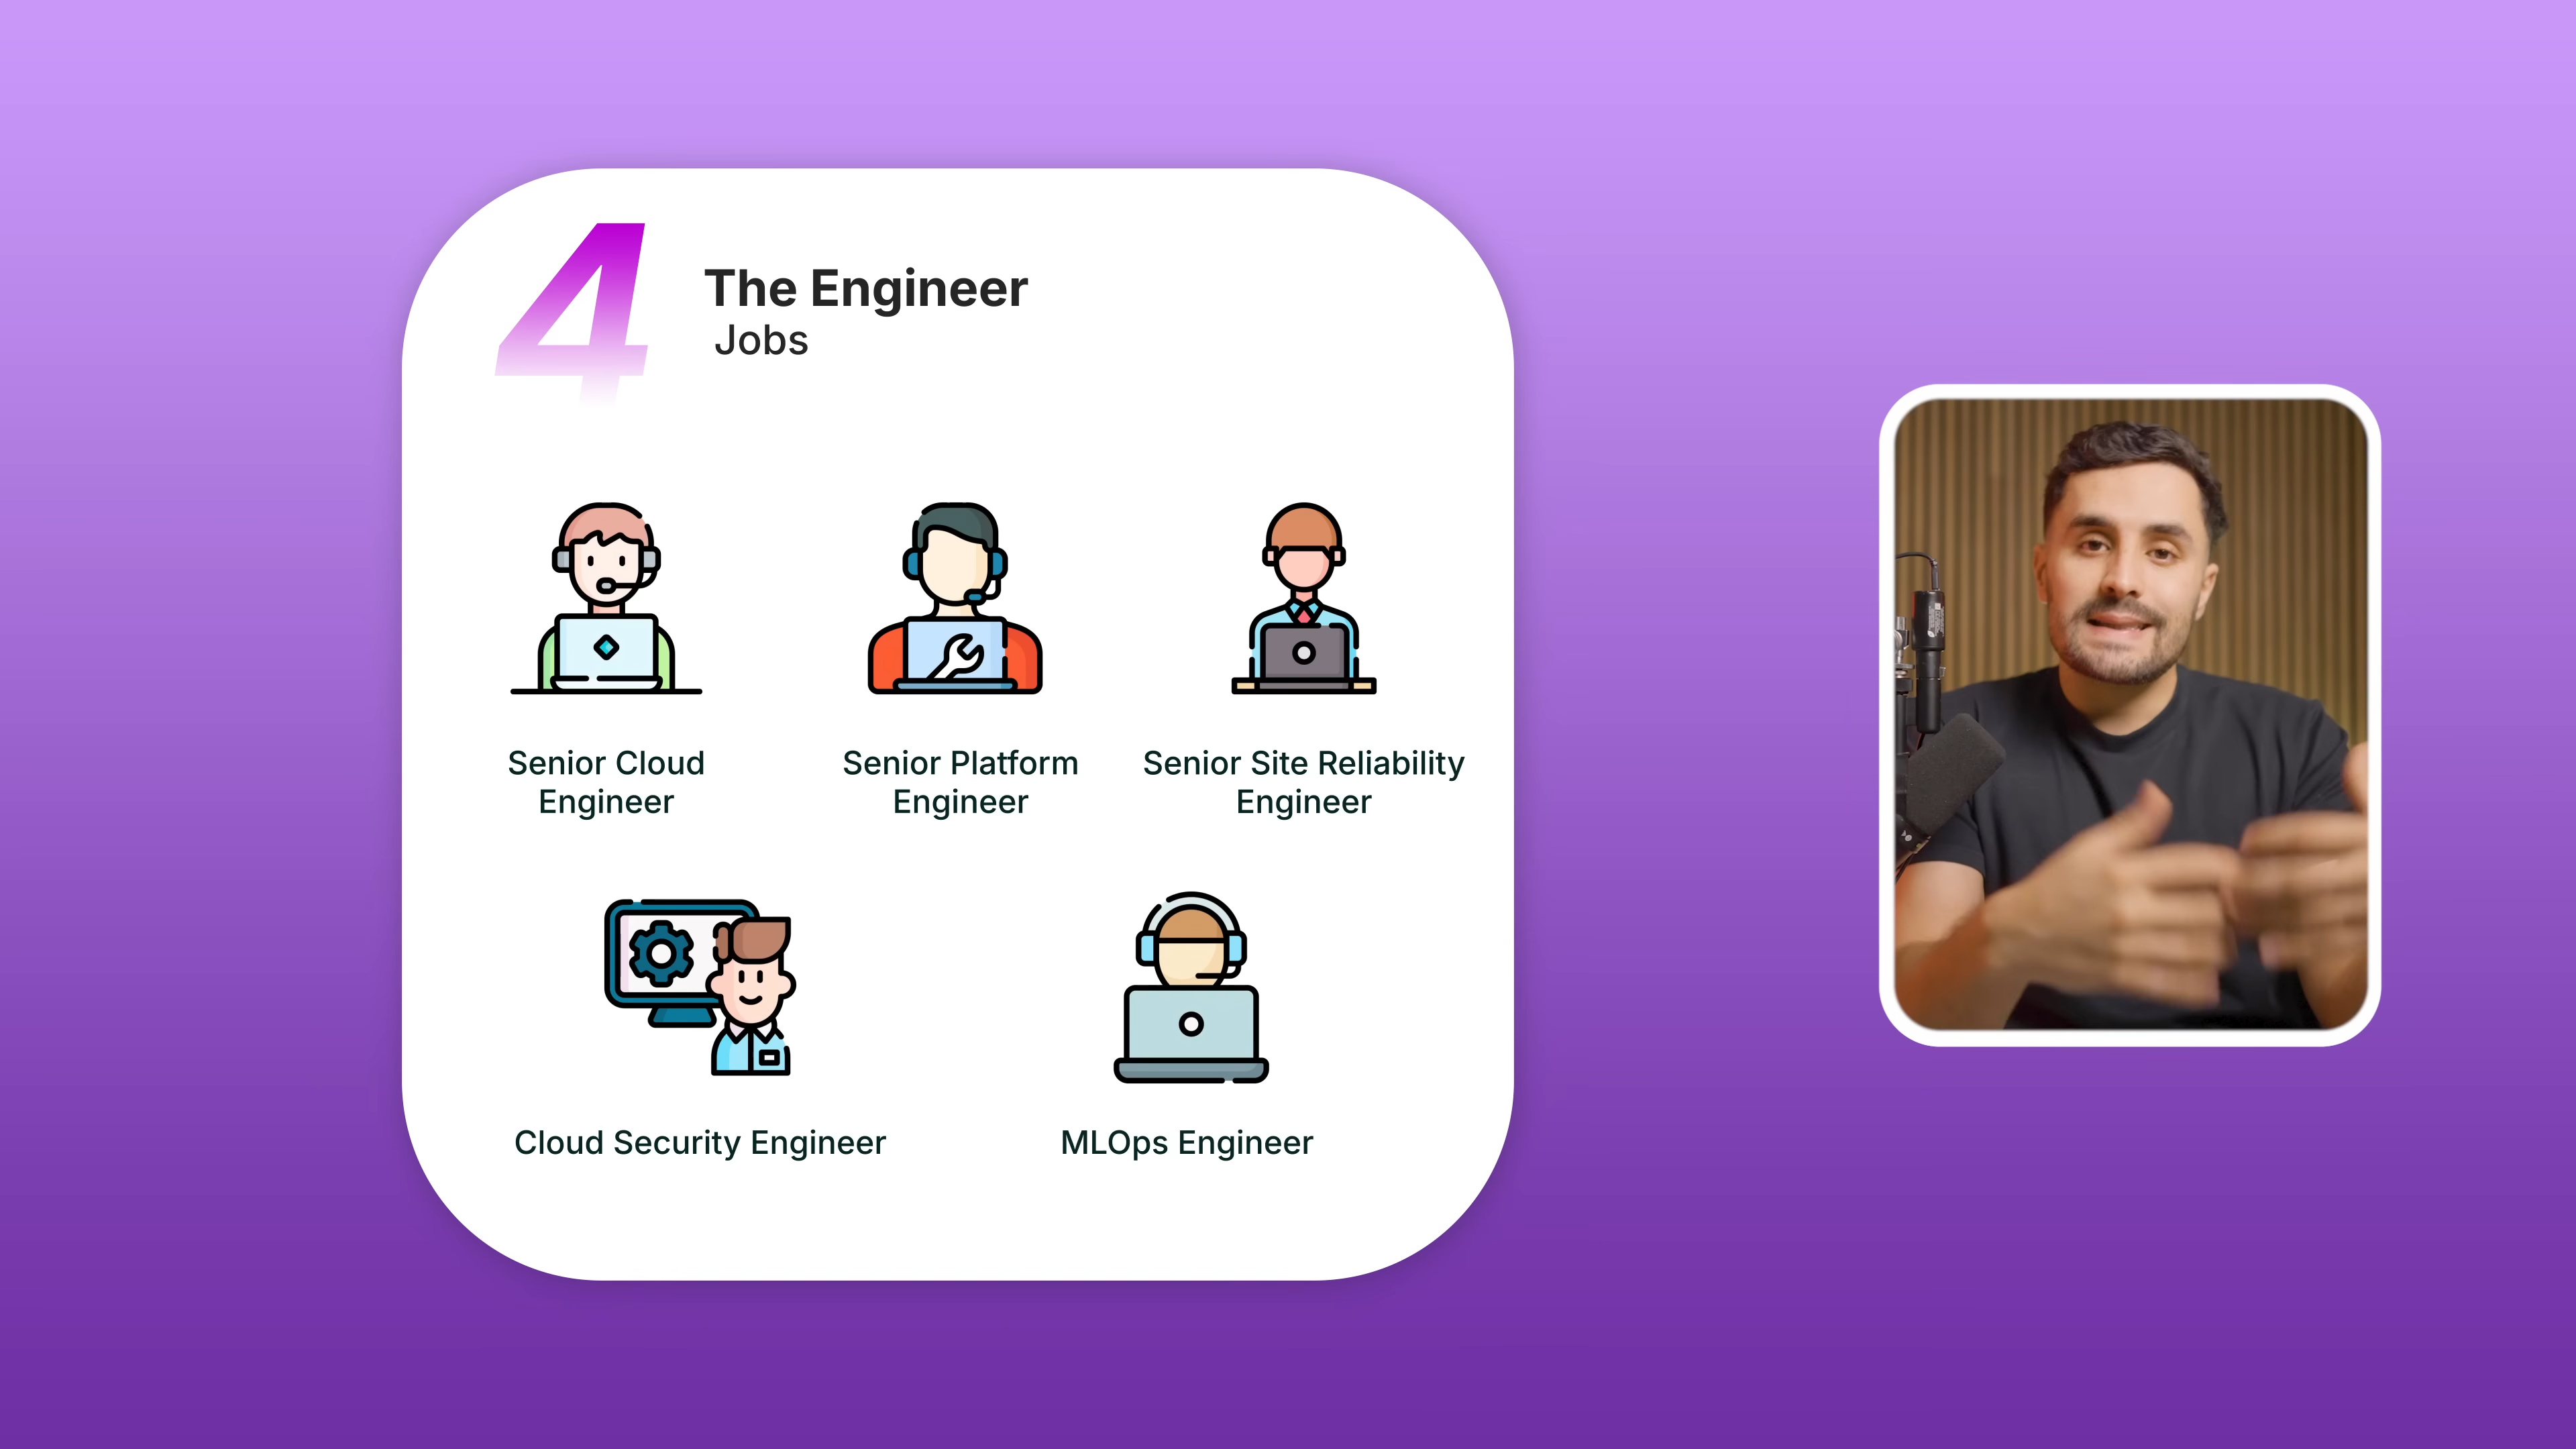 4
The Engineer
Jobs
Senior Cloud
Engineer
Senior Platform
Engineer
Senior Site Reliability
Engineer
Cloud Security Engineer
MLOps Engineer